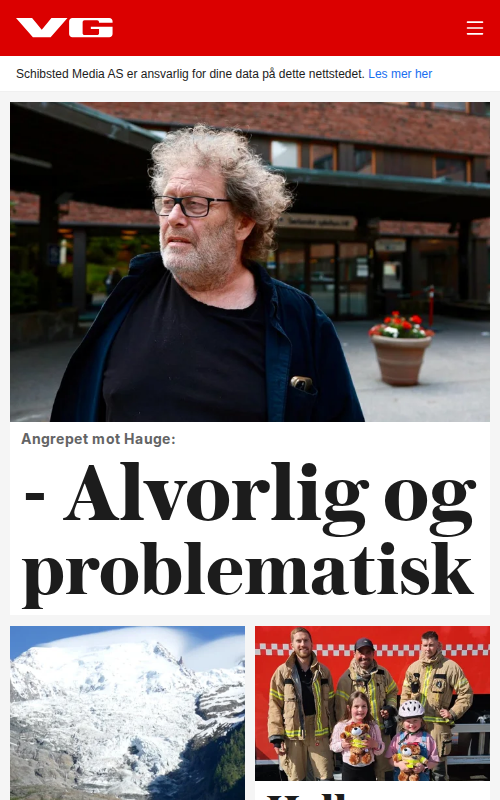 VG
Schibsted Media AS er ansvarlig for dine data på dette nettstedet. Les mer her
Angrepet mot Hauge:
- Alvorlig og
problematisk